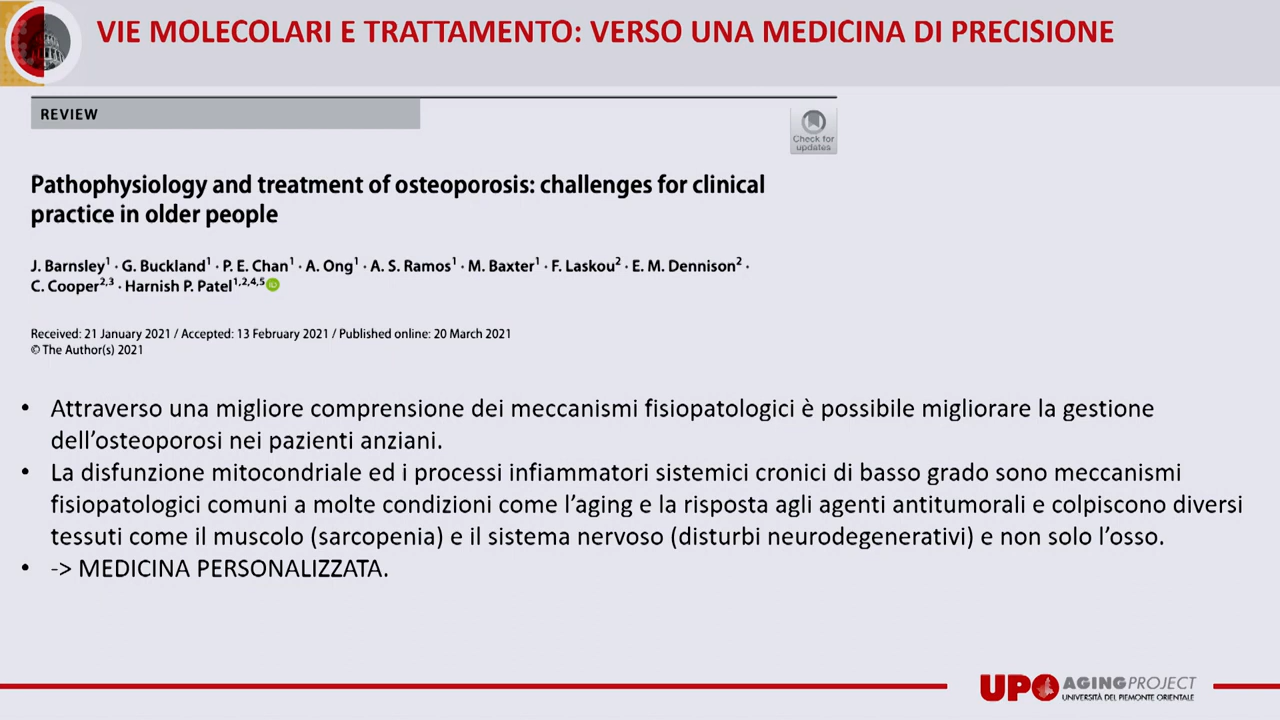 VIE MOLECOLARI E TRATTAMENTO: VERSO UNA MEDICINA DI PRECISIONE
REVIEW
Check for
updates
Pathophysiology and treatment of osteoporosis: challenges for clinical
practice in older people
J. Barnsley¹ · G. Buckland¹ · P. E. Chan¹ · A. Ong¹ · A. S. Ramos¹ · M. Baxter¹ · F. Laskou² · E. M. Dennison² ·
C. Cooper²,³ · Harnish P. Patel¹,²,⁴,⁵ iD
Received: 21 January 2021 / Accepted: 13 February 2021 / Published online: 20 March 2021
© The Author(s) 2021
• Attraverso una migliore comprensione dei meccanismi fisiopatologici è possibile migliorare la gestione
dell'osteoporosi nei pazienti anziani.
• La disfunzione mitocondriale ed i processi infiammatori sistemici cronici di basso grado sono meccanismi
fisiopatologici comuni a molte condizioni come l'aging e la risposta agli agenti antitumorali e colpiscono diversi
tessuti come il muscolo (sarcopenia) e il sistema nervoso (disturbi neurodegenerativi) e non solo l'osso.
• -> MEDICINA PERSONALIZZATA.
UPO AGING PROJECT
UNIVERSITÀ DEL PIEMONTE ORIENTALE